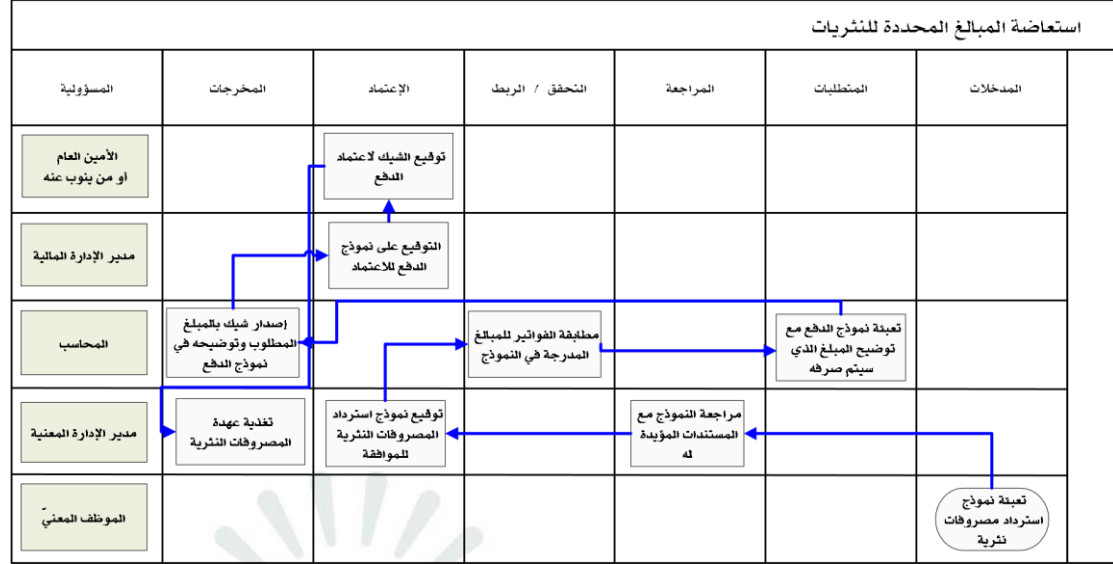 استعاضة المبالغ المحددة للنثريات
المدخلات
المتطلبات
المراجعة
التحقق / الربط
الإعتماد
المخرجات
المسؤولية
توقيع الشيك لاعتماد
الدفع
الأمين العام
او من ينوب عنه
التوقيع على نموذج
الدفع للاعتماد
مدير الإدارة المالية
تعبئة نموذج الدفع مع
توضيح المبلغ الذي
سيتم صرفه
مطابقة الفواتير للمبالغ
المدرجة في النموذج
إصدار شيك بالمبلغ
المطلوب وتوضيحه في
نموذج الدفع
المحاسب
مراجعة النموذج مع
المستندات المؤيدة
له
توقيع نموذج استرداد
المصروفات النثرية
للموافقة
تغذية عهدة
المصروفات النثرية
مدير الإدارة المعنية
تعبئة نموذج
استرداد مصروفات
نثرية
الموظف المعنيّ